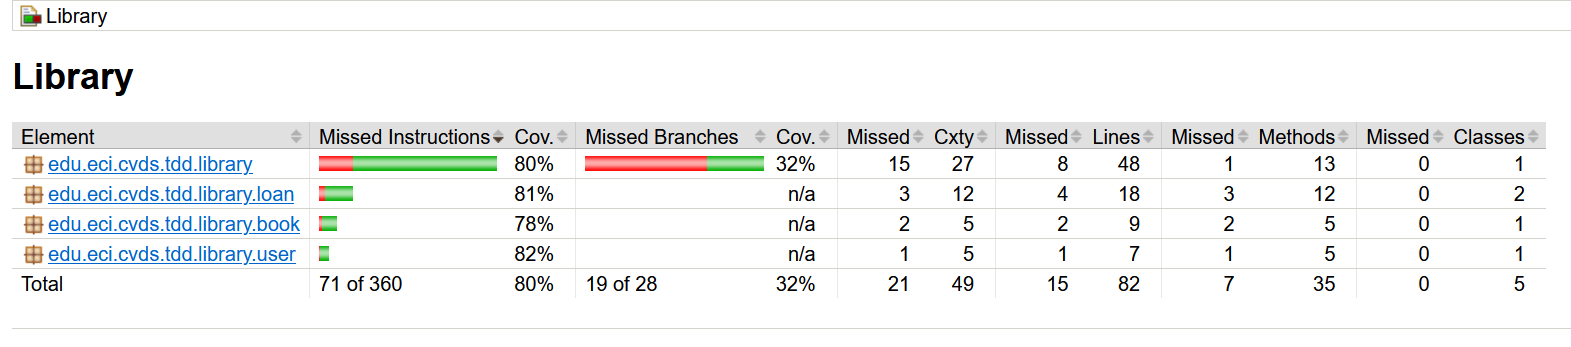 Library
Library
Element Missed Instructions Cov. Missed Branches Cov. Missed Cxty Missed Lines Missed Methods Missed Classes
edu.eci.cvds.tdd.library 80% 32% 15 27 8 48 1 13 0 1
edu.eci.cvds.tdd.library.loan 81% n/a 3 12 4 18 3 12 0 2
edu.eci.cvds.tdd.library.book 78% n/a 2 5 2 9 2 5 0 1
edu.eci.cvds.tdd.library.user 82% n/a 1 5 1 7 1 5 0 1
Total 71 of 360 80% 19 of 28 32% 21 49 15 82 7 35 0 5